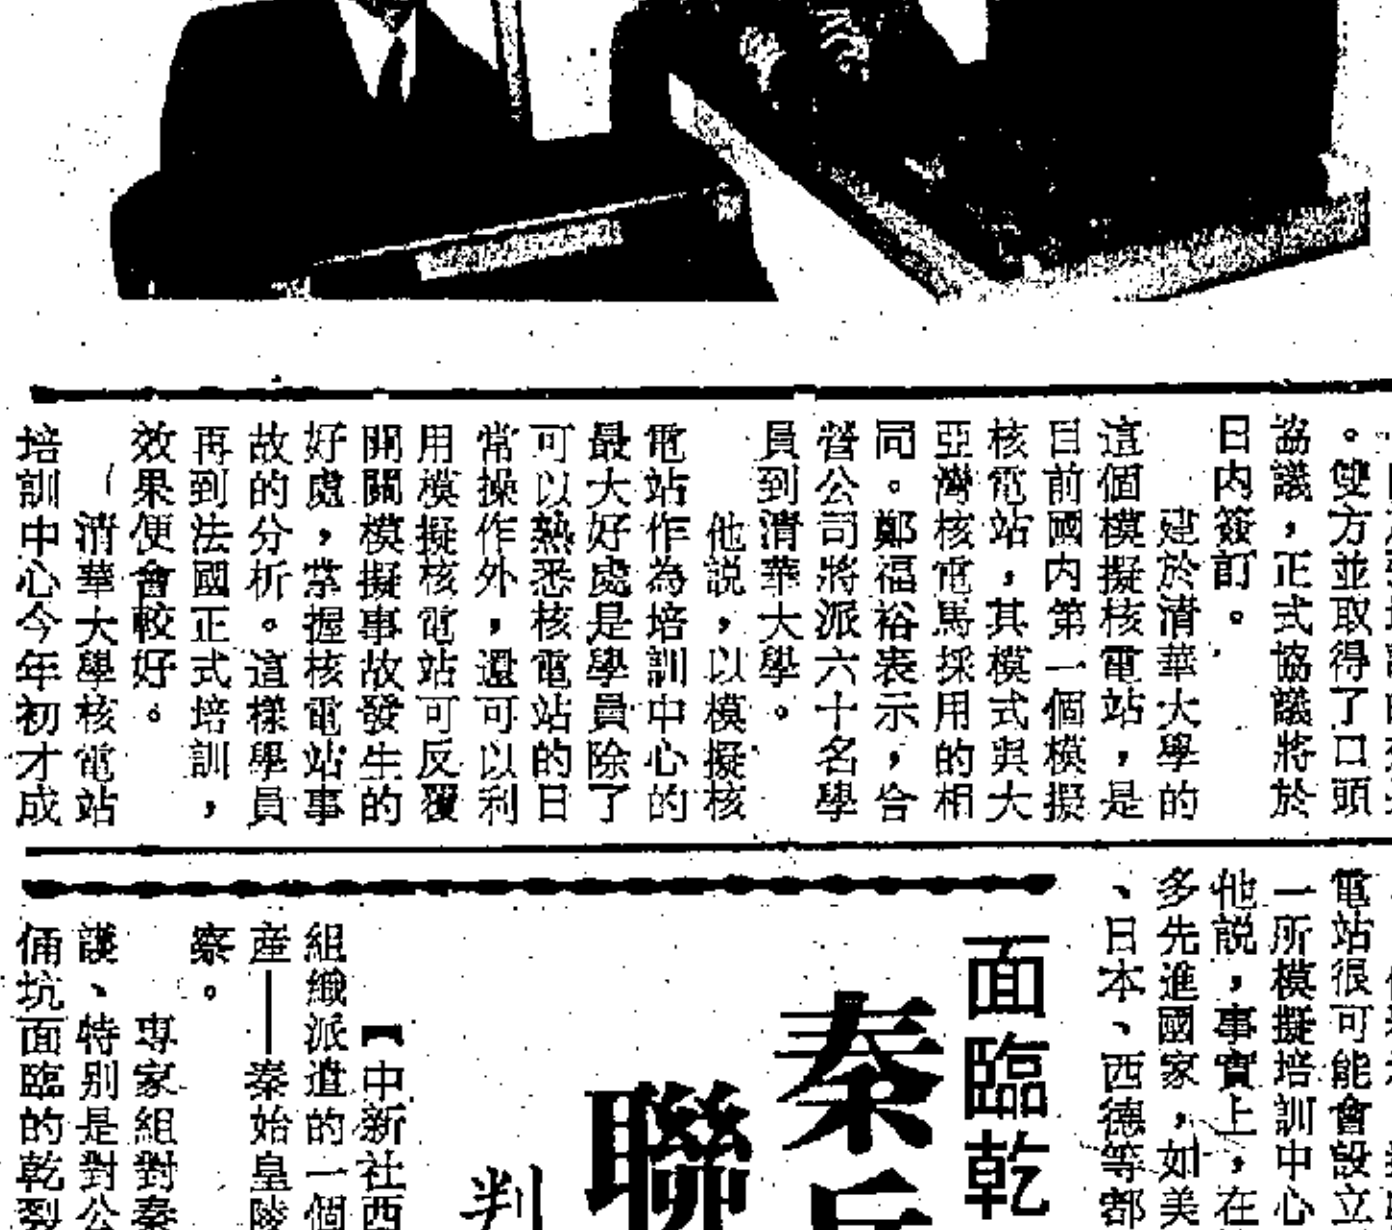 。雙方並取得了口頭
協議，正式協議將於
日内簽訂。
建於清華大學的
這個模擬核電站，是
目前國内第一個模擬
核電站，其模式與大
亞灣核電馬採用的相
同。鄭福裕表示，合
營公司將派六十名學
員到清華大學。
他説，以模擬核
電站作為培訓中心的
最大好處是學員除了
可以熟悉核電站的日
常操作外，還可以利
用模擬核電站可反覆
開關模擬事故發生的
好處，掌握核電站事
故的分析。這樣學員
再到法國正式培訓，
效果便會較好。
清華大學核電站
培訓中心今年初才成
電站很可能會設立
一所模擬培訓中心
他説，事實上，在
多先進國家，如美
、日本、西德等都
面臨乾
秦兵
聯
判
【中新社西
組織派遣的一個
産——秦始皇陵
察。
專家組對秦
護、特别是對公
俑坑面臨的乾裂